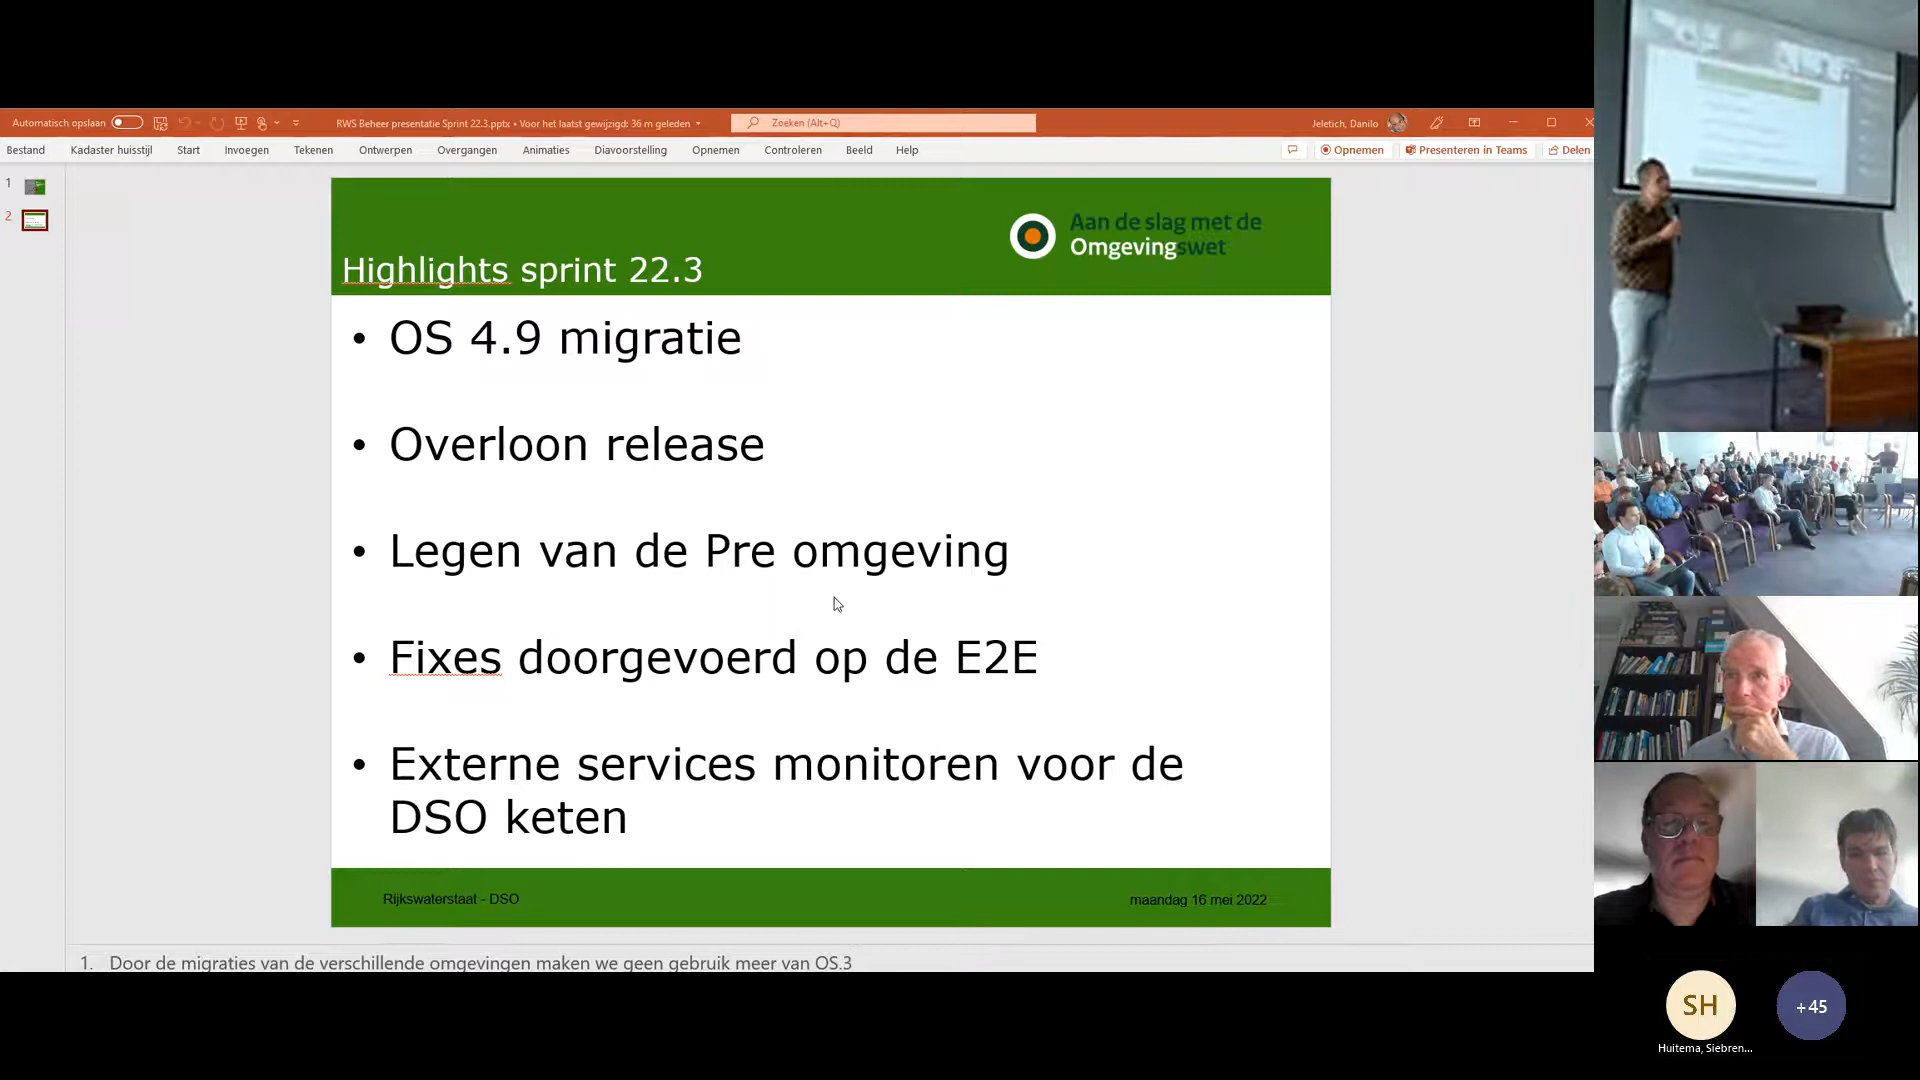 Automatisch opslaan
RWS Beheer presentatie Sprint 22.3.pptx • Voor het laatst gewijzigd: 36 m geleden
Zoeken (Alt+Q)
Jeletich, Danilo
Bestand Kadaster huisstijl Start Invoegen Tekenen Ontwerpen Overgangen Animaties Diavoorstelling Opnemen Controleren Beeld Help
Opnemen Presenteren in Teams Delen
1
2
Aan de slag met de
Omgevingswet
Highlights sprint 22.3
• OS 4.9 migratie
• Overloon release
• Legen van de Pre omgeving
• Fixes doorgevoerd op de E2E
• Externe services monitoren voor de
DSO keten
Rijkswaterstaat - DSO
maandag 16 mei 2022
1. Door de migraties van de verschillende omgevingen maken we geen gebruik meer van OS.3
SH
+45
Huitema, Siebren...